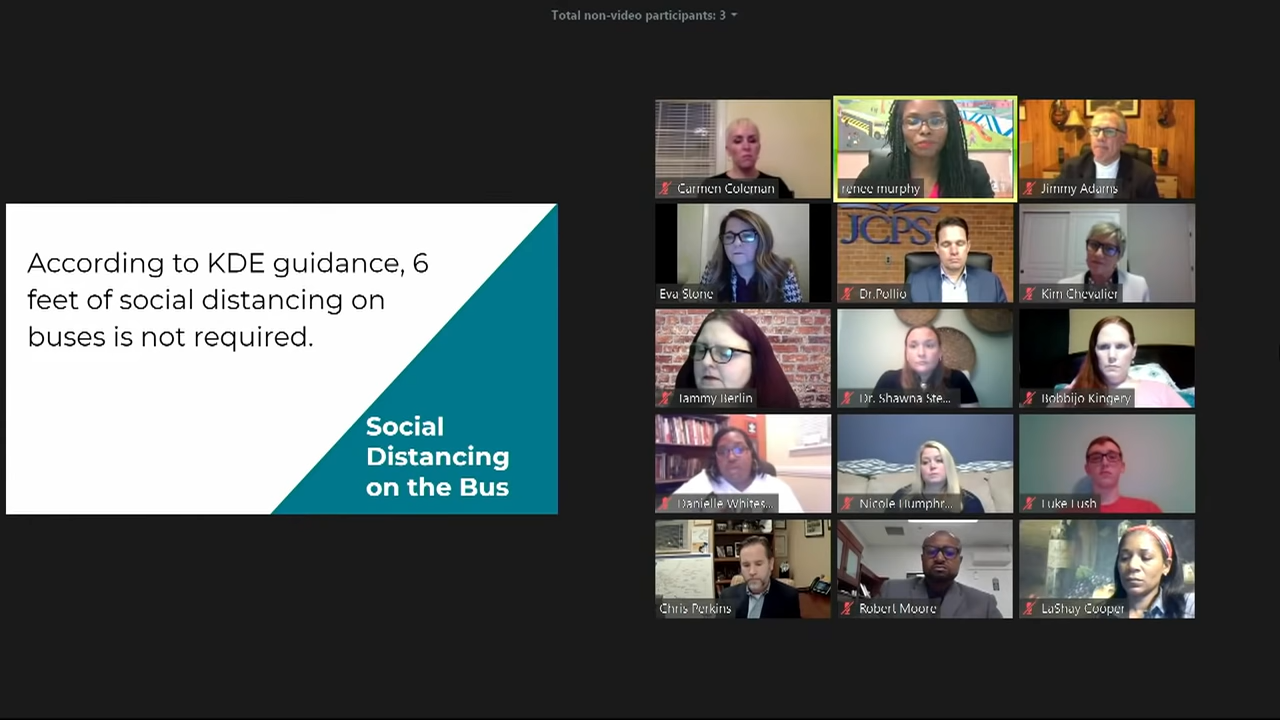 Total non-video participants: 3
According to KDE guidance, 6
feet of social distancing on
buses is not required.
Social
Distancing
on the Bus
Carmen Coleman
renee murphy
Jimmy Adams
Eva Stone
JCPS
Dr.Pollio
Kim Chevalier
Tammy Berlin
Dr. Shawna Ste...
Bobbijo Kingery
Danielle Whites...
Nicole Humphr...
Luke Lush
Chris Perkins
Robert Moore
LaShay Cooper